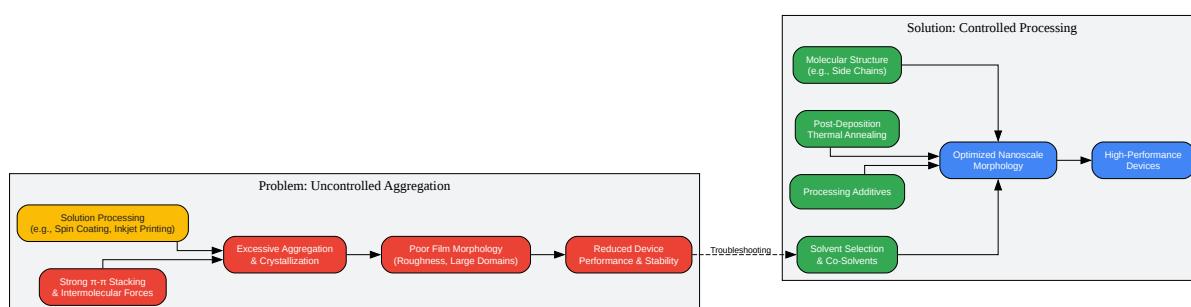 Solution: Controlled Processing
Molecular Structure
(e.g., Side Chains)
Post-Deposition
Thermal Annealing
Optimized Nanoscale
Morphology
High-Performance
Devices
Processing Additives
Solvent Selection
& Co-Solvents
Problem: Uncontrolled Aggregation
Solution Processing
(e.g., Spin Coating, Inkjet Printing)
Strong π-π Stacking
& Intermolecular Forces
Excessive Aggregation
& Crystallization
Poor Film Morphology
(Roughness, Large Domains)
Reduced Device
Performance & Stability
Troubleshooting